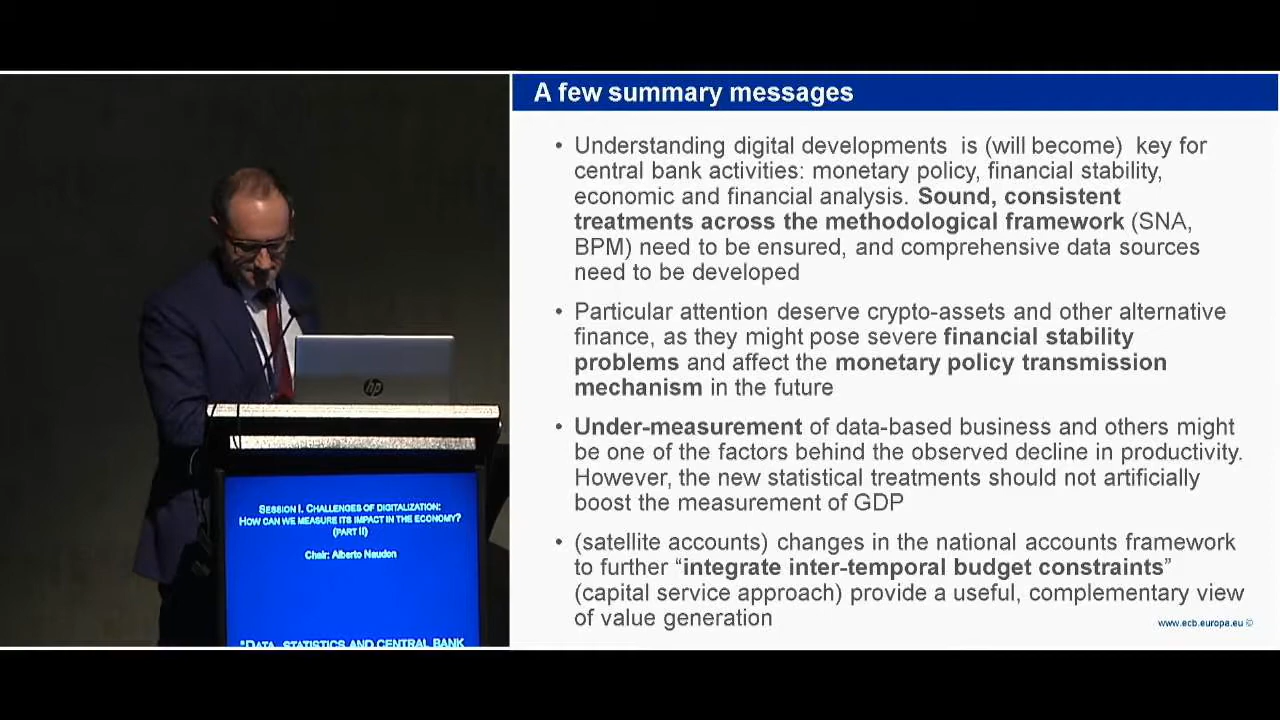 A few summary messages
• Understanding digital developments is (will become) key for
central bank activities: monetary policy, financial stability,
economic and financial analysis. Sound, consistent
treatments across the methodological framework (SNA,
BPM) need to be ensured, and comprehensive data sources
need to be developed
• Particular attention deserve crypto-assets and other alternative
finance, as they might pose severe financial stability
problems and affect the monetary policy transmission
mechanism in the future
• Under-measurement of data-based business and others might
be one of the factors behind the observed decline in productivity.
However, the new statistical treatments should not artificially
boost the measurement of GDP
• (satellite accounts) changes in the national accounts framework
to further “integrate inter-temporal budget constraints”
(capital service approach) provide a useful, complementary view
of value generation
www.ecb.europa.eu ©
hp
SESSION I. CHALLENGES OF DIGITALIZATION:
HOW CAN WE MEASURE ITS IMPACT IN THE ECONOMY?
(PART II)
Chair: Alberto Naudon
"DATA, STATISTICS AND CENTRAL BANK